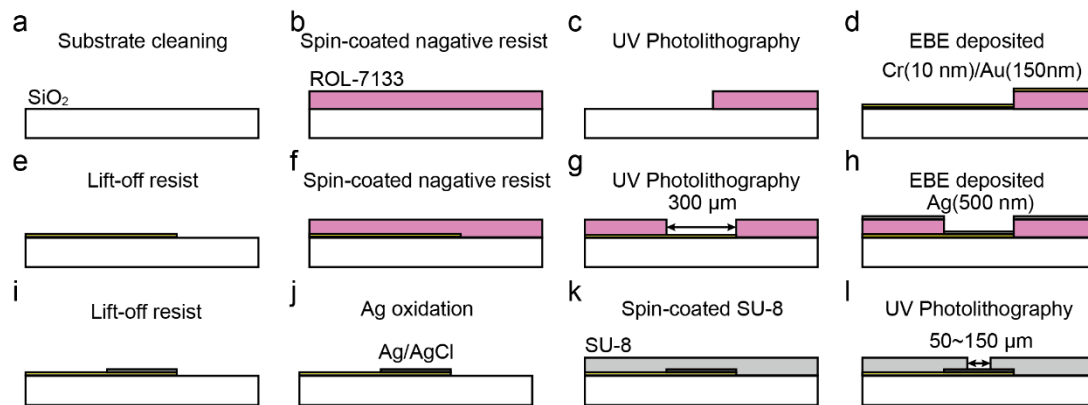 a
Substrate cleaning
SiO₂
b
Spin-coated nagative resist
ROL-7133
c
UV Photolithography
d
EBE deposited
Cr(10 nm)/Au(150nm)
e
Lift-off resist
f
Spin-coated nagative resist
g
UV Photolithography
300 µm
h
EBE deposited
Ag(500 nm)
i
Lift-off resist
j
Ag oxidation
Ag/AgCl
k
Spin-coated SU-8
SU-8
l
UV Photolithography
50~150 µm